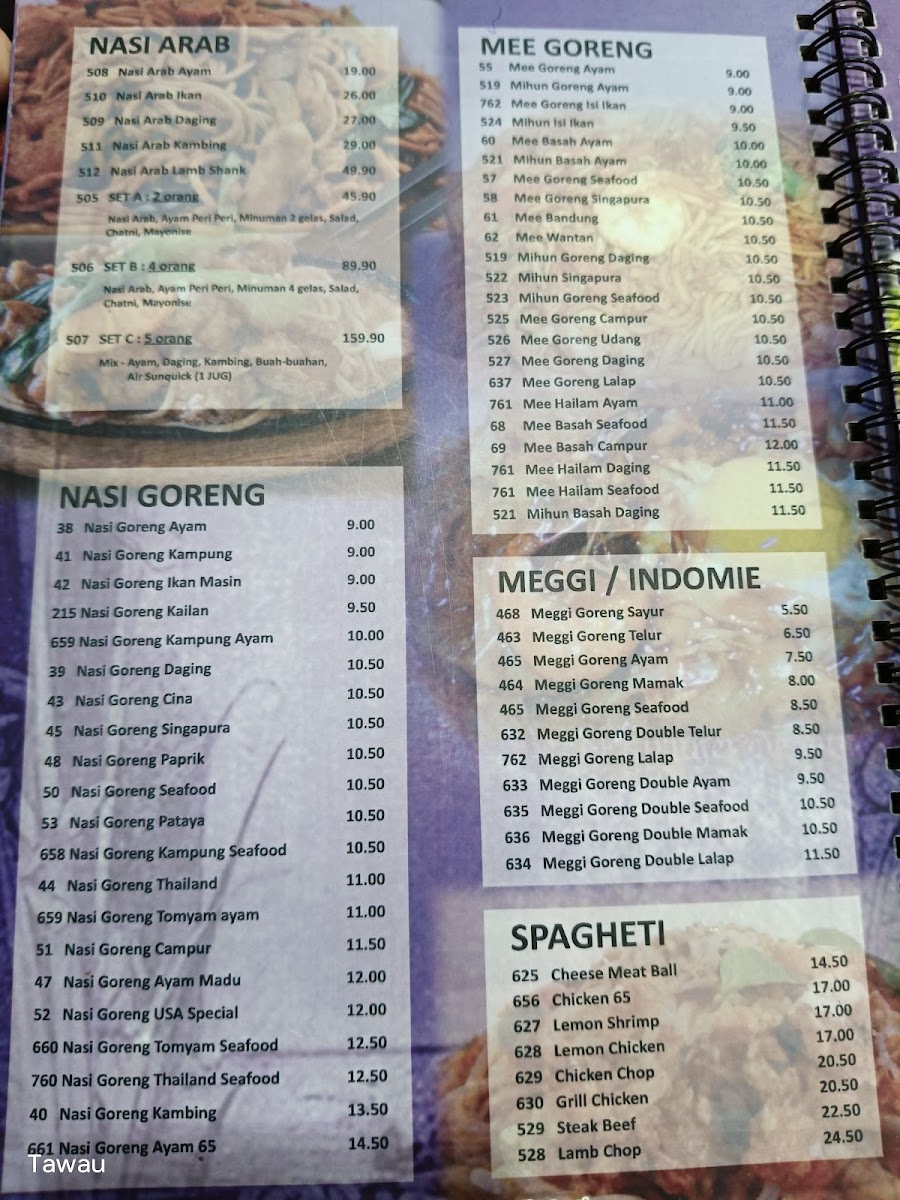 NASI ARAB
508 Nasi Arab Ayam 19.00
510 Nasi Arab Ikan 26.00
509 Nasi Arab Daging 27.00
511 Nasi Arab Kambing 29.00
512 Nasi Arab Lamb Shank 49.90
505 SET A : 2 orang 45.90
Nasi Arab, Ayam Peri Peri, Minuman 2 gelas, Salad,
Chatni, Mayonise
506 SET B : 4 orang 89.90
Nasi Arab, Ayam Peri Peri, Minuman 4 gelas, Salad,
Chatni, Mayonise
507 SET C : 5 orang 159.90
Mix - Ayam, Daging, Kambing, Buah-buahan,
Air Sunquick (1 JUG)
NASI GORENG
38 Nasi Goreng Ayam 9.00
41 Nasi Goreng Kampung 9.00
42 Nasi Goreng Ikan Masin 9.00
215 Nasi Goreng Kailan 9.50
659 Nasi Goreng Kampung Ayam 10.00
39 Nasi Goreng Daging 10.50
43 Nasi Goreng Cina 10.50
45 Nasi Goreng Singapura 10.50
48 Nasi Goreng Paprik 10.50
50 Nasi Goreng Seafood 10.50
53 Nasi Goreng Pataya 10.50
658 Nasi Goreng Kampung Seafood 10.50
44 Nasi Goreng Thailand 11.00
659 Nasi Goreng Tomyam ayam 11.00
51 Nasi Goreng Campur 11.50
47 Nasi Goreng Ayam Madu 12.00
52 Nasi Goreng USA Special 12.00
660 Nasi Goreng Tomyam Seafood 12.50
760 Nasi Goreng Thailand Seafood 12.50
40 Nasi Goreng Kambing 13.50
661 Nasi Goreng Ayam 65 14.50
Tawau
MEE GORENG
55 Mee Goreng Ayam 9.00
519 Mihun Goreng Ayam 9.00
762 Mee Goreng Isi Ikan 9.00
524 Mihun Isi Ikan 9.50
60 Mee Basah Ayam 10.00
521 Mihun Basah Ayam 10.00
57 Mee Goreng Seafood 10.50
58 Mee Goreng Singapura 10.50
61 Mee Bandung 10.50
62 Mee Wantan 10.50
519 Mihun Goreng Daging 10.50
522 Mihun Singapura 10.50
523 Mihun Goreng Seafood 10.50
525 Mee Goreng Campur 10.50
526 Mee Goreng Udang 10.50
527 Mee Goreng Daging 10.50
637 Mee Goreng Lalap 10.50
761 Mee Hailam Ayam 11.00
68 Mee Basah Seafood 11.50
69 Mee Basah Campur 12.00
761 Mee Hailam Daging 11.50
761 Mee Hailam Seafood 11.50
521 Mihun Basah Daging 11.50
MEGGI / INDOMIE
468 Meggi Goreng Sayur 5.50
463 Meggi Goreng Telur 6.50
465 Meggi Goreng Ayam 7.50
464 Meggi Goreng Mamak 8.00
465 Meggi Goreng Seafood 8.50
632 Meggi Goreng Double Telur 8.50
762 Meggi Goreng Lalap 9.50
633 Meggi Goreng Double Ayam 9.50
635 Meggi Goreng Double Seafood 10.50
636 Meggi Goreng Double Mamak 10.50
634 Meggi Goreng Double Lalap 11.50
SPAGHETI
625 Cheese Meat Ball 14.50
656 Chicken 65 17.00
627 Lemon Shrimp 17.00
628 Lemon Chicken 17.00
629 Chicken Chop 20.50
630 Grill Chicken 20.50
529 Steak Beef 22.50
528 Lamb Chop 24.50